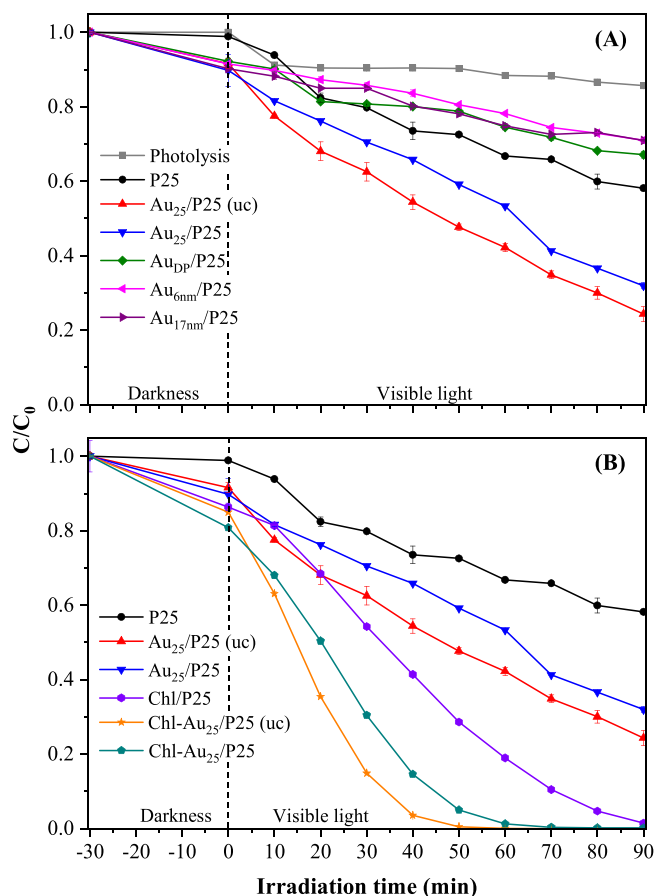 (A)
1.0
0.8
0.6
0.4
0.2
0.0
Photolysis
P25
Au₂₅/P25 (uc)
Au₂₅/P25
Au_DP/P25
Au₆ₙₘ/P25
Au₁₇ₙₘ/P25
Darkness
Visible light
C/C₀
(B)
1.0
0.8
0.6
0.4
0.2
0.0
P25
Au₂₅/P25 (uc)
Au₂₅/P25
Chl/P25
Chl-Au₂₅/P25 (uc)
Chl-Au₂₅/P25
Darkness
Visible light
-30 -20 -10 0 10 20 30 40 50 60 70 80 90
Irradiation time (min)